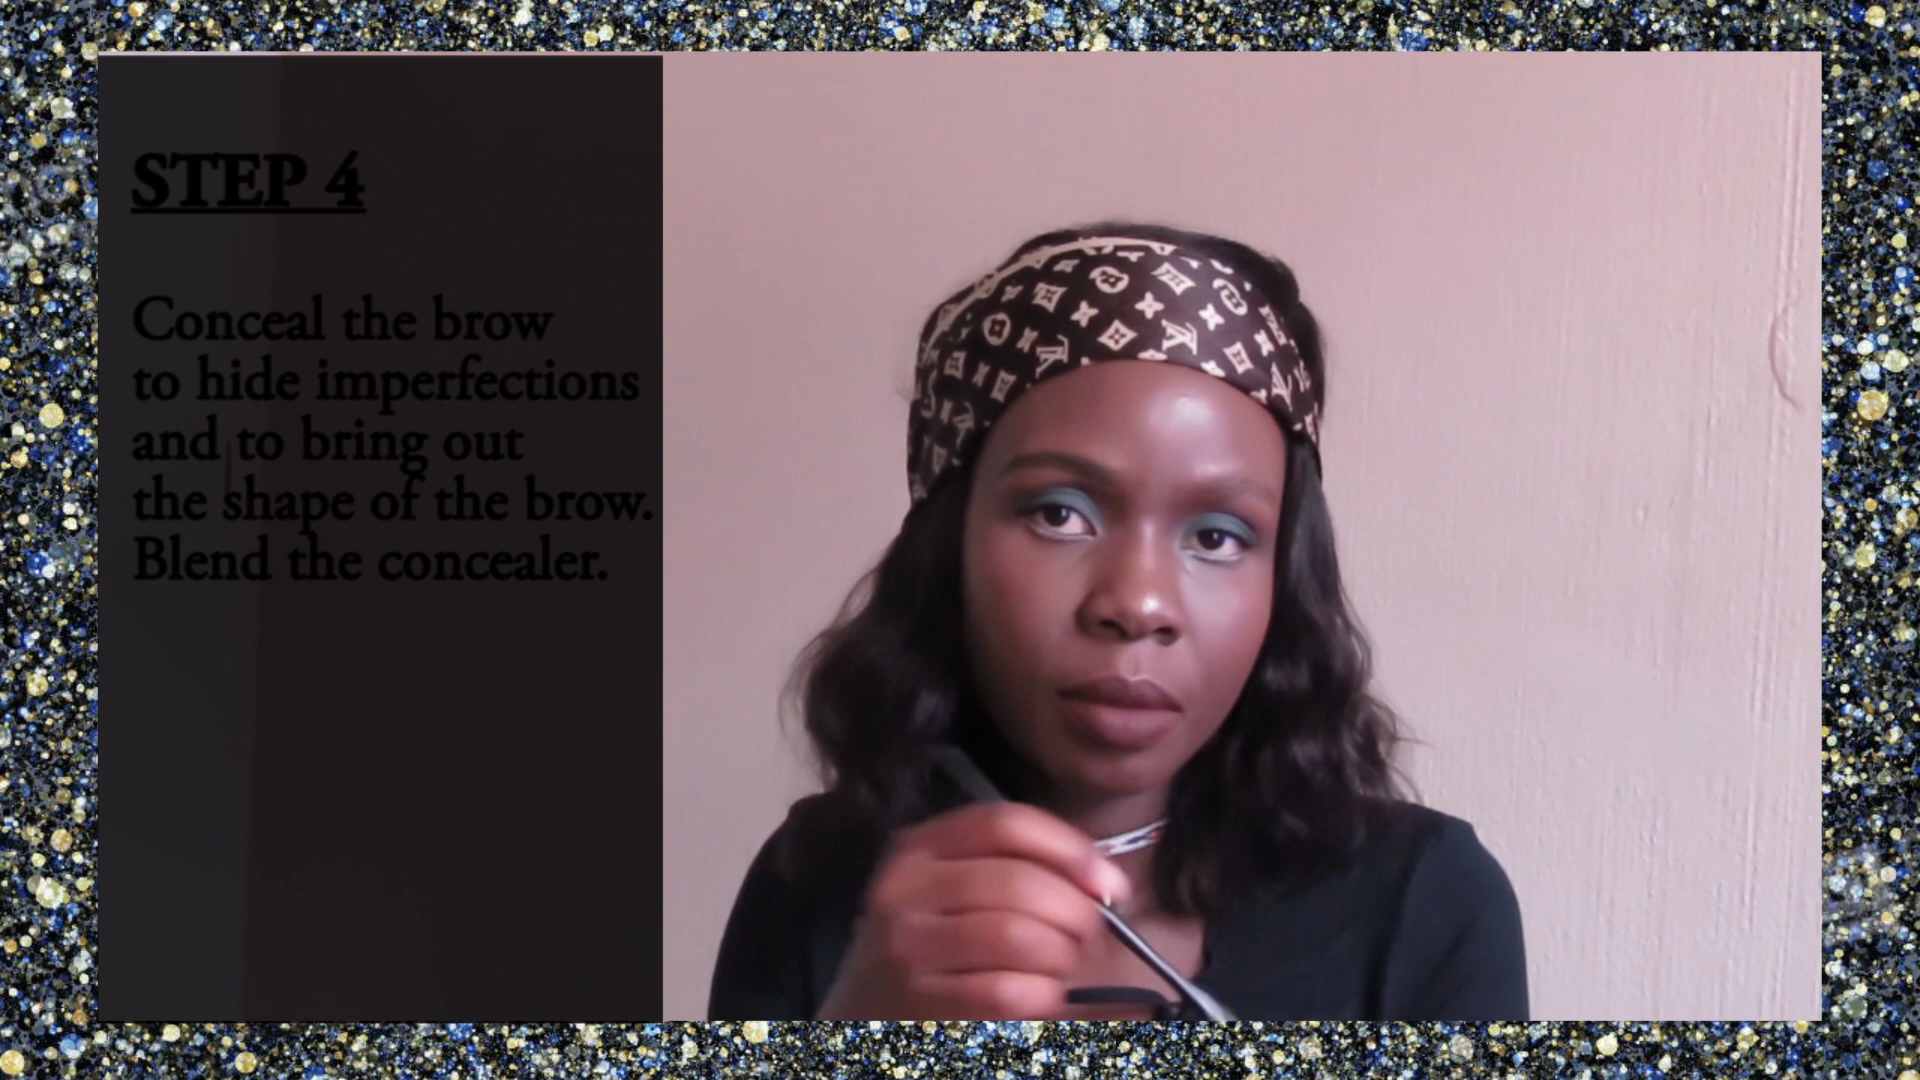 STEP 4
Conceal the brow
to hide imperfections
and to bring out
the shape of the brow.
Blend the concealer.